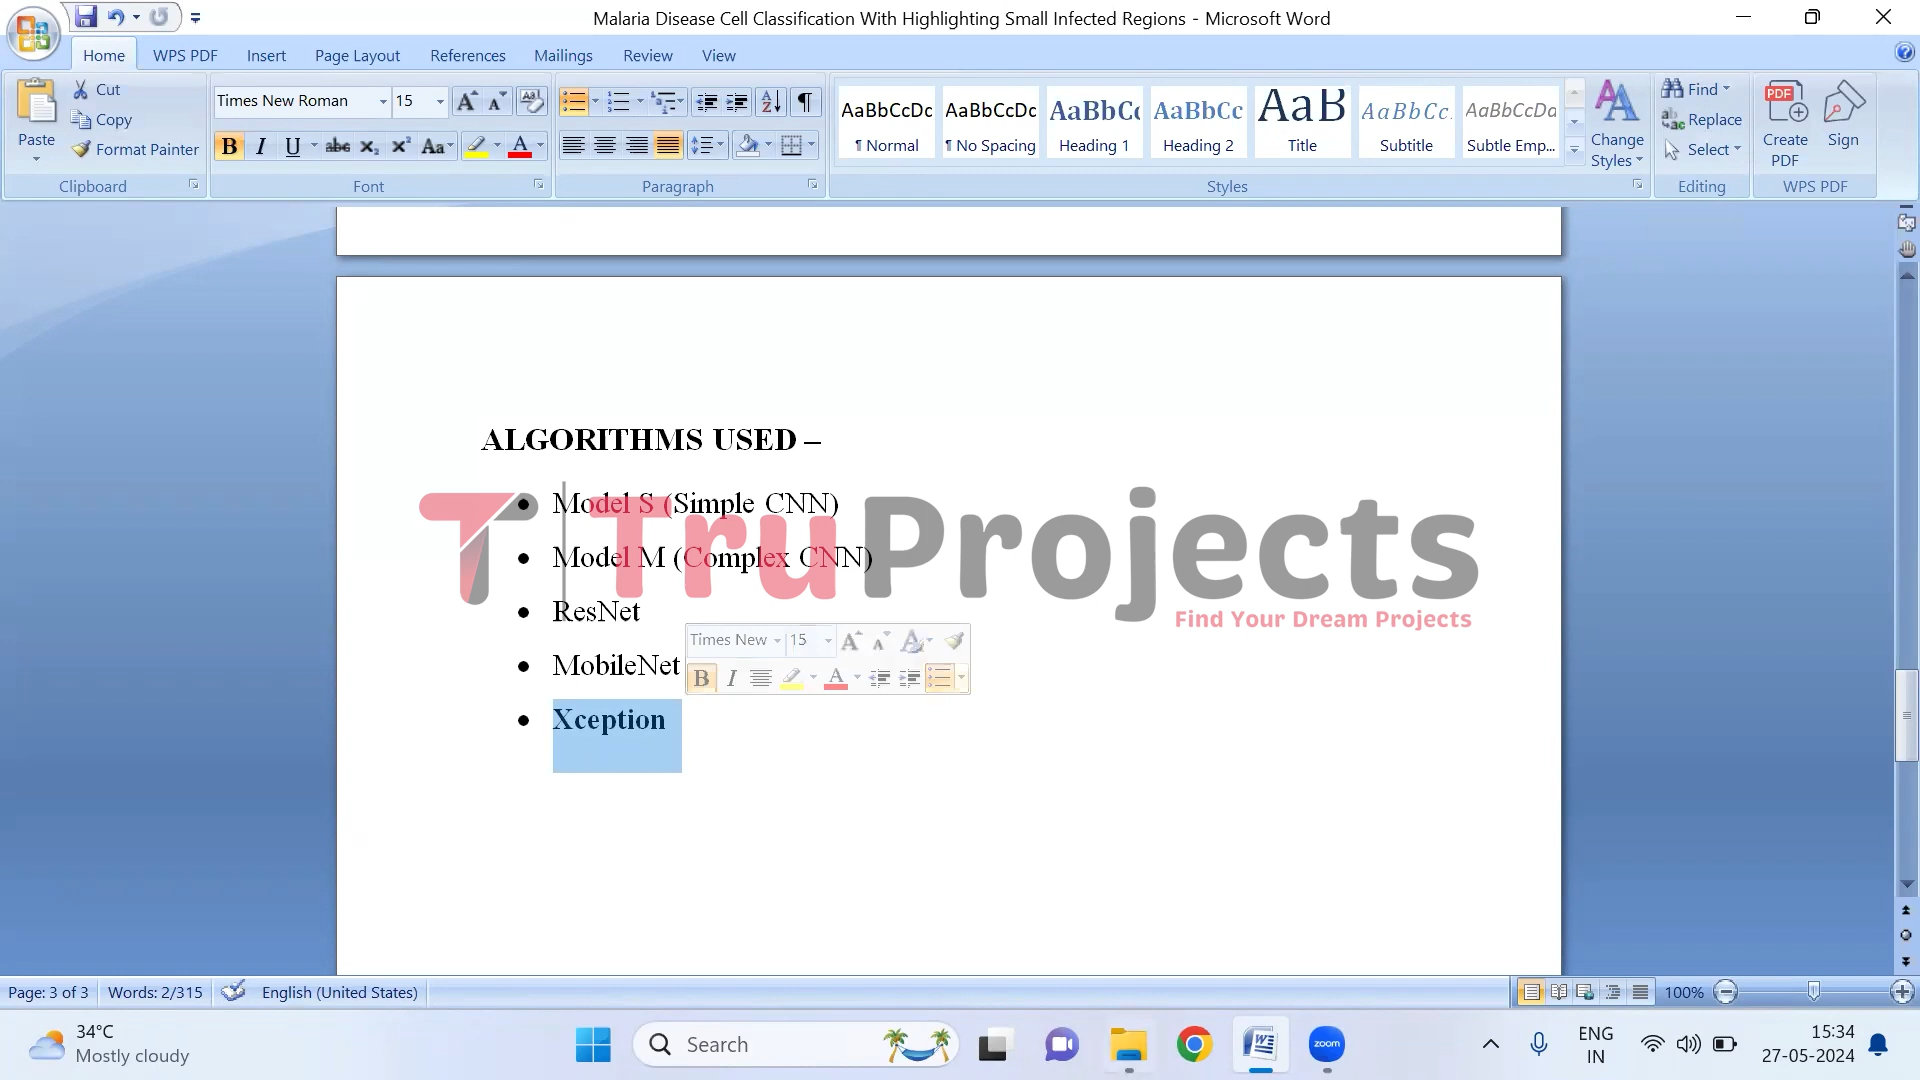 Malaria Disease Cell Classification With Highlighting Small Infected Regions - Microsoft Word
Home WPS PDF Insert Page Layout References Mailings Review View
Paste
Cut
Copy
Format Painter
Clipboard
Times New Roman 15
Font
Paragraph
AaBbCcDc AaBbCcDc AaBbCc AaBbCc AaB AaBbCc. AaBbCcDa
¶ Normal ¶ No Spacing Heading 1 Heading 2 Title Subtitle Subtle Emp...
Change Styles
Styles
Find
Replace
Select
Editing
Create PDF
Sign
WPS PDF
ALGORITHMS USED –
• Model S (Simple CNN)
• Model M (Complex CNN)
• ResNet
• MobileNet
• Xception
TruProjects
Find Your Dream Projects
Times New 15
Page: 3 of 3 Words: 2/315 English (United States) 100%
34°C
Mostly cloudy
Search
zoom
ENG
IN
15:34
27-05-2024